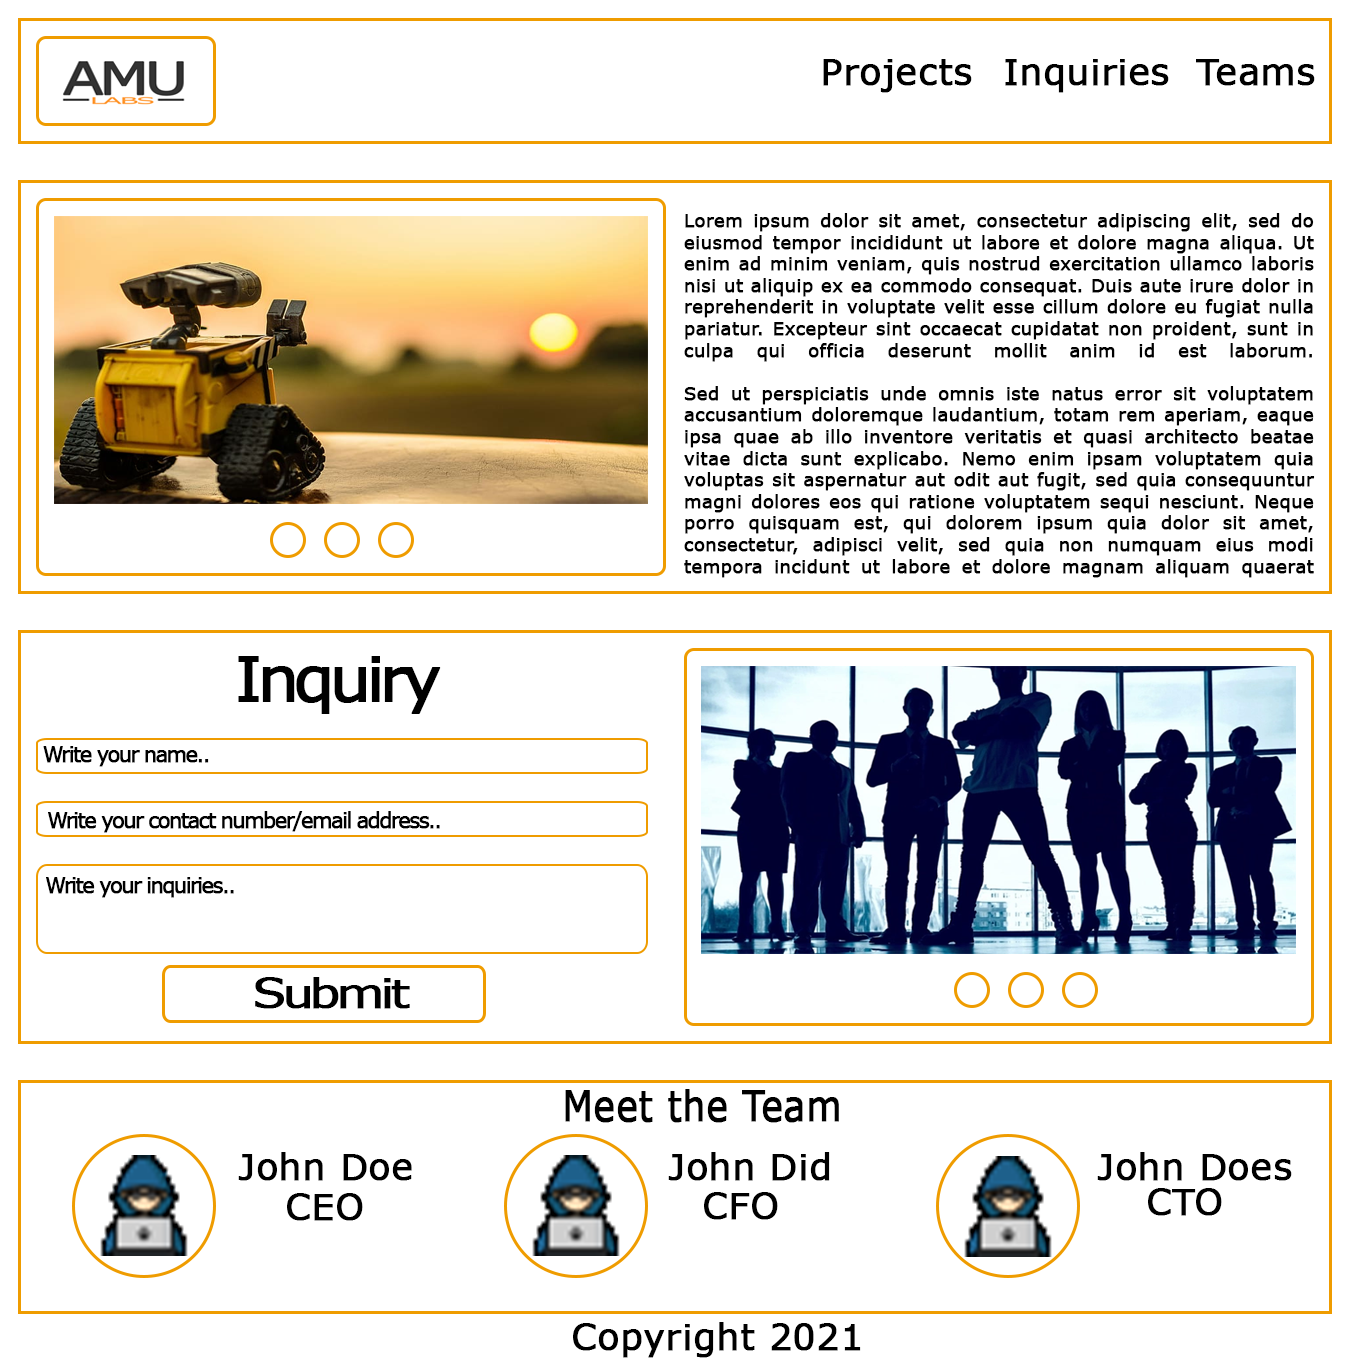 AMU
LABS
Projects Inquiries Teams
Lorem ipsum dolor sit amet, consectetur adipiscing elit, sed do
eiusmod tempor incididunt ut labore et dolore magna aliqua. Ut
enim ad minim veniam, quis nostrud exercitation ullamco laboris
nisi ut aliquip ex ea commodo consequat. Duis aute irure dolor in
reprehenderit in voluptate velit esse cillum dolore eu fugiat nulla
pariatur. Excepteur sint occaecat cupidatat non proident, sunt in
culpa qui officia deserunt mollit anim id est laborum.
Sed ut perspiciatis unde omnis iste natus error sit voluptatem
accusantium doloremque laudantium, totam rem aperiam, eaque
ipsa quae ab illo inventore veritatis et quasi architecto beatae
vitae dicta sunt explicabo. Nemo enim ipsam voluptatem quia
voluptas sit aspernatur aut odit aut fugit, sed quia consequuntur
magni dolores eos qui ratione voluptatem sequi nesciunt. Neque
porro quisquam est, qui dolorem ipsum quia dolor sit amet,
consectetur, adipisci velit, sed quia non numquam eius modi
tempora incidunt ut labore et dolore magnam aliquam quaerat
Inquiry
Write your name..
Write your contact number/email address..
Write your inquiries..
Submit
Meet the Team
John Doe
CEO
John Did
CFO
John Does
CTO
Copyright 2021